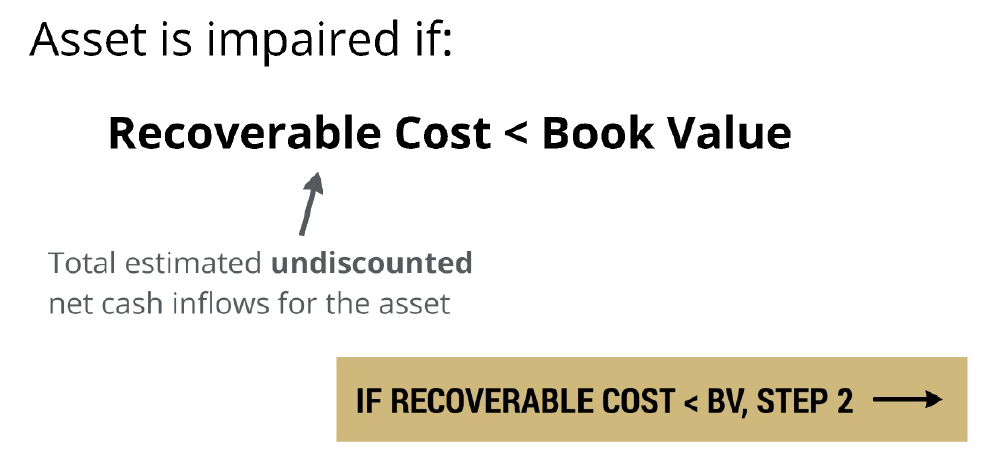 Asset is impaired if:
Recoverable Cost < Book Value
Total estimated undiscounted
net cash inflows for the asset
IF RECOVERABLE COST < BV, STEP 2